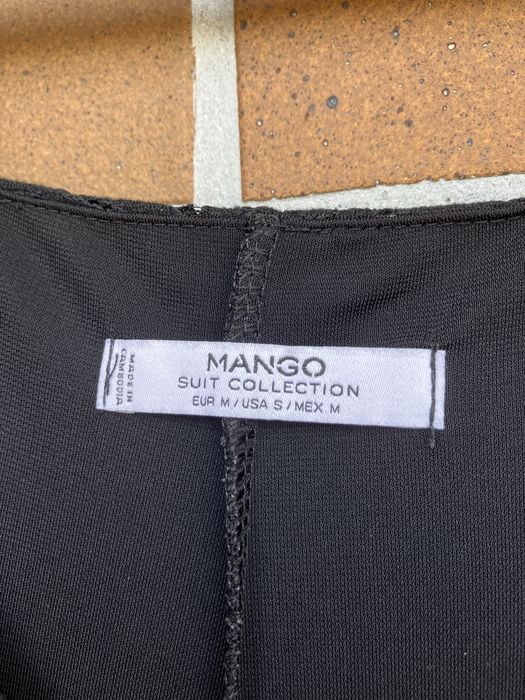 MANGO
SUIT COLLECTION
EUR M / USA S / MEX M
MADE IN
CAMBODIA